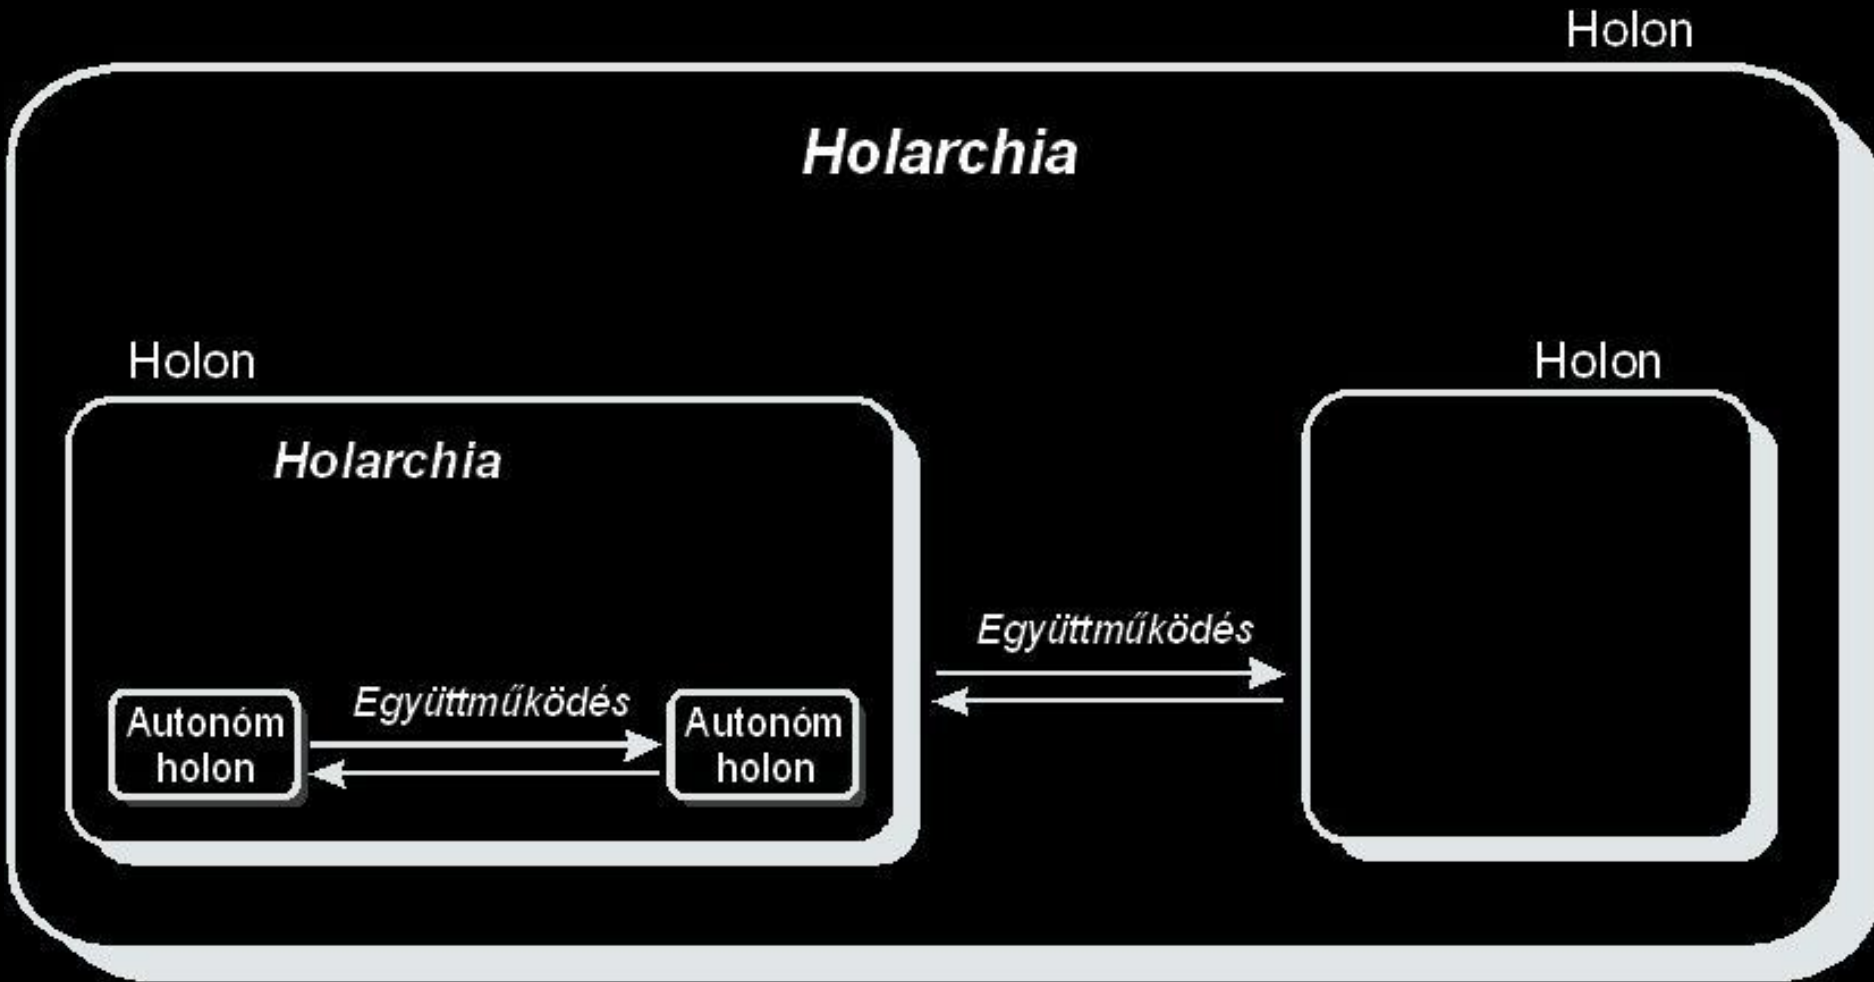 Holon
Holarchia
Holon
Holon
Holarchia
Együttműködés
Együttműködés
Autonóm
holon
Autonóm
holon